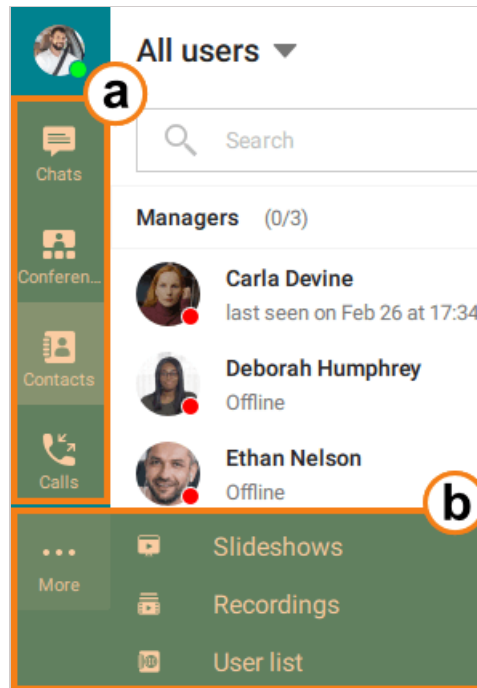 All users
a
Search
Chats
Managers (0/3)
Conferen...
Carla Devine
last seen on Feb 26 at 17:34
Contacts
Deborah Humphrey
Offline
Calls
Ethan Nelson
Offline
b
More
Slideshows
Recordings
User list